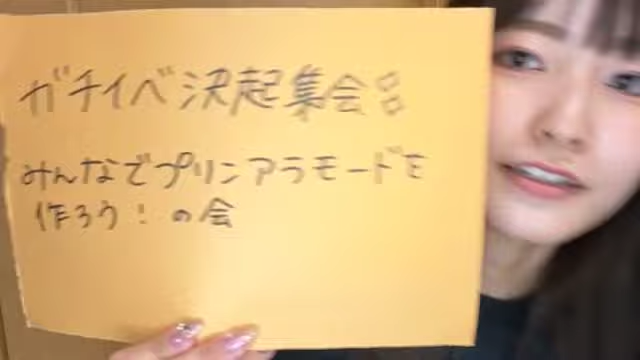 ガチイベ決起集会
みんなでプリンアラモードを
作ろう!の会